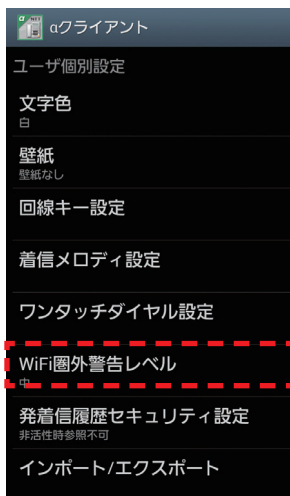 αクライアント
ユーザ個別設定
文字色
白
壁紙
壁紙なし
回線キー設定
着信メロディ設定
ワンタッチダイヤル設定
WiFi圏外警告レベル
中
発着信履歴セキュリティ設定
非活性時参照不可
インポート/エクスポート